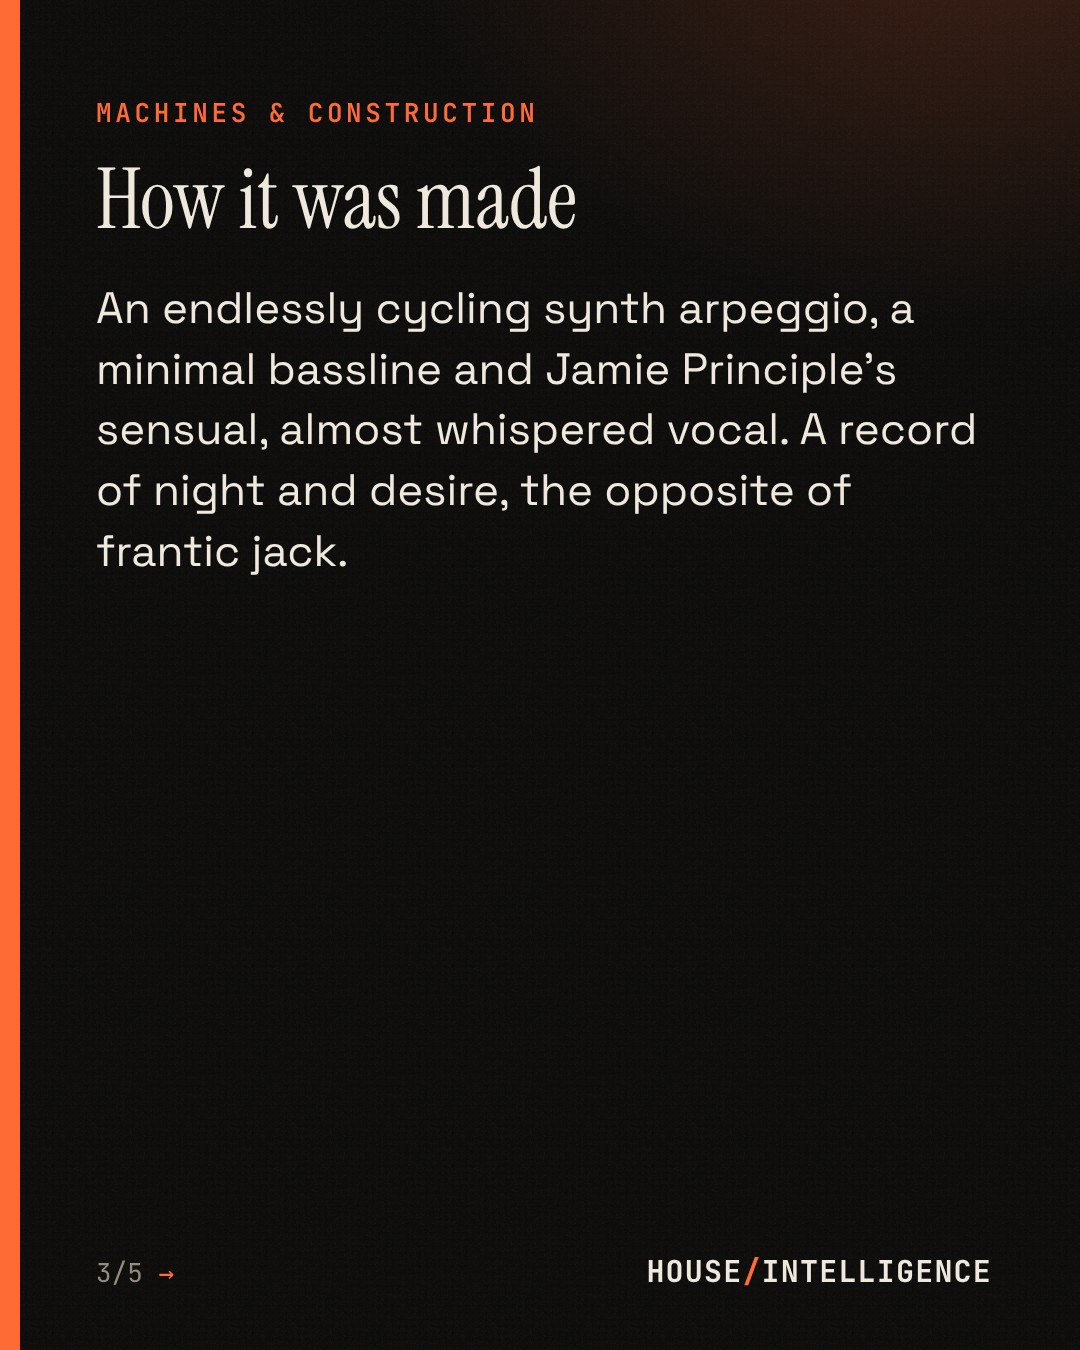 MACHINES & CONSTRUCTION
How it was made
An endlessly cycling synth arpeggio, a
minimal bassline and Jamie Principle’s
sensual, almost whispered vocal. A record
of night and desire, the opposite of
frantic jack.
3/5 →
HOUSE/INTELLIGENCE